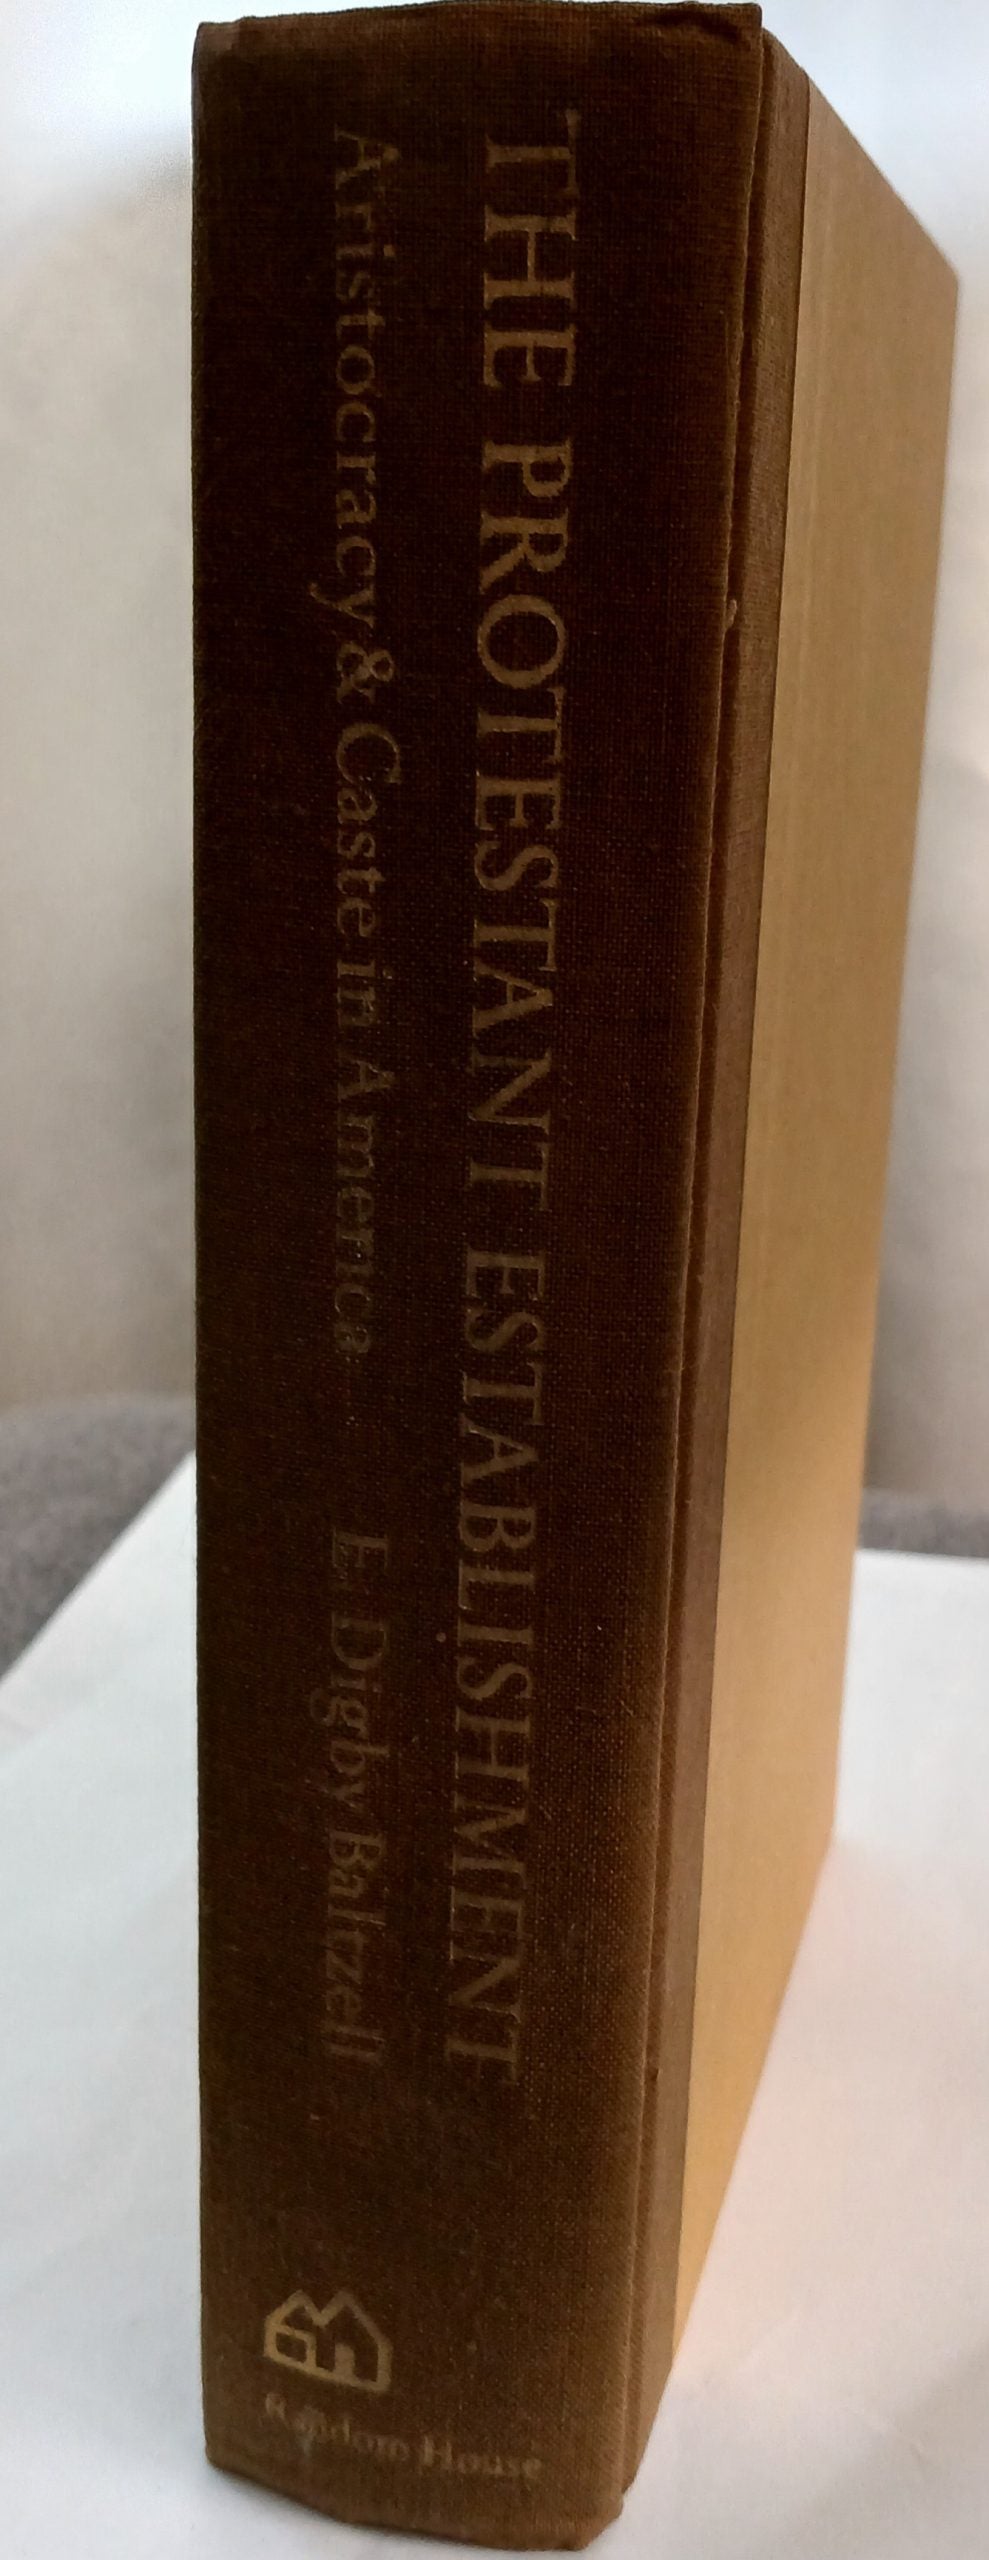 THE PROTESTANT ESTABLISHMENT
Aristocracy & Caste in America E. Digby Baltzell
Random House